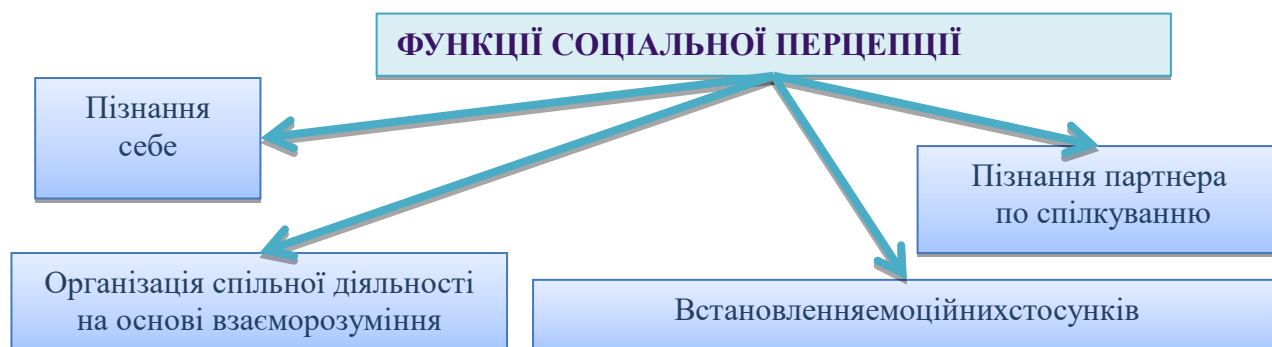 ФУНКЦІЇ СОЦІАЛЬНОЇ ПЕРЦЕПЦІЇ
Пізнання
себе
Пізнання партнера
по спілкуванню
Організація спільної діяльності
на основі взаєморозуміння
Встановленняемоційнихстосунків